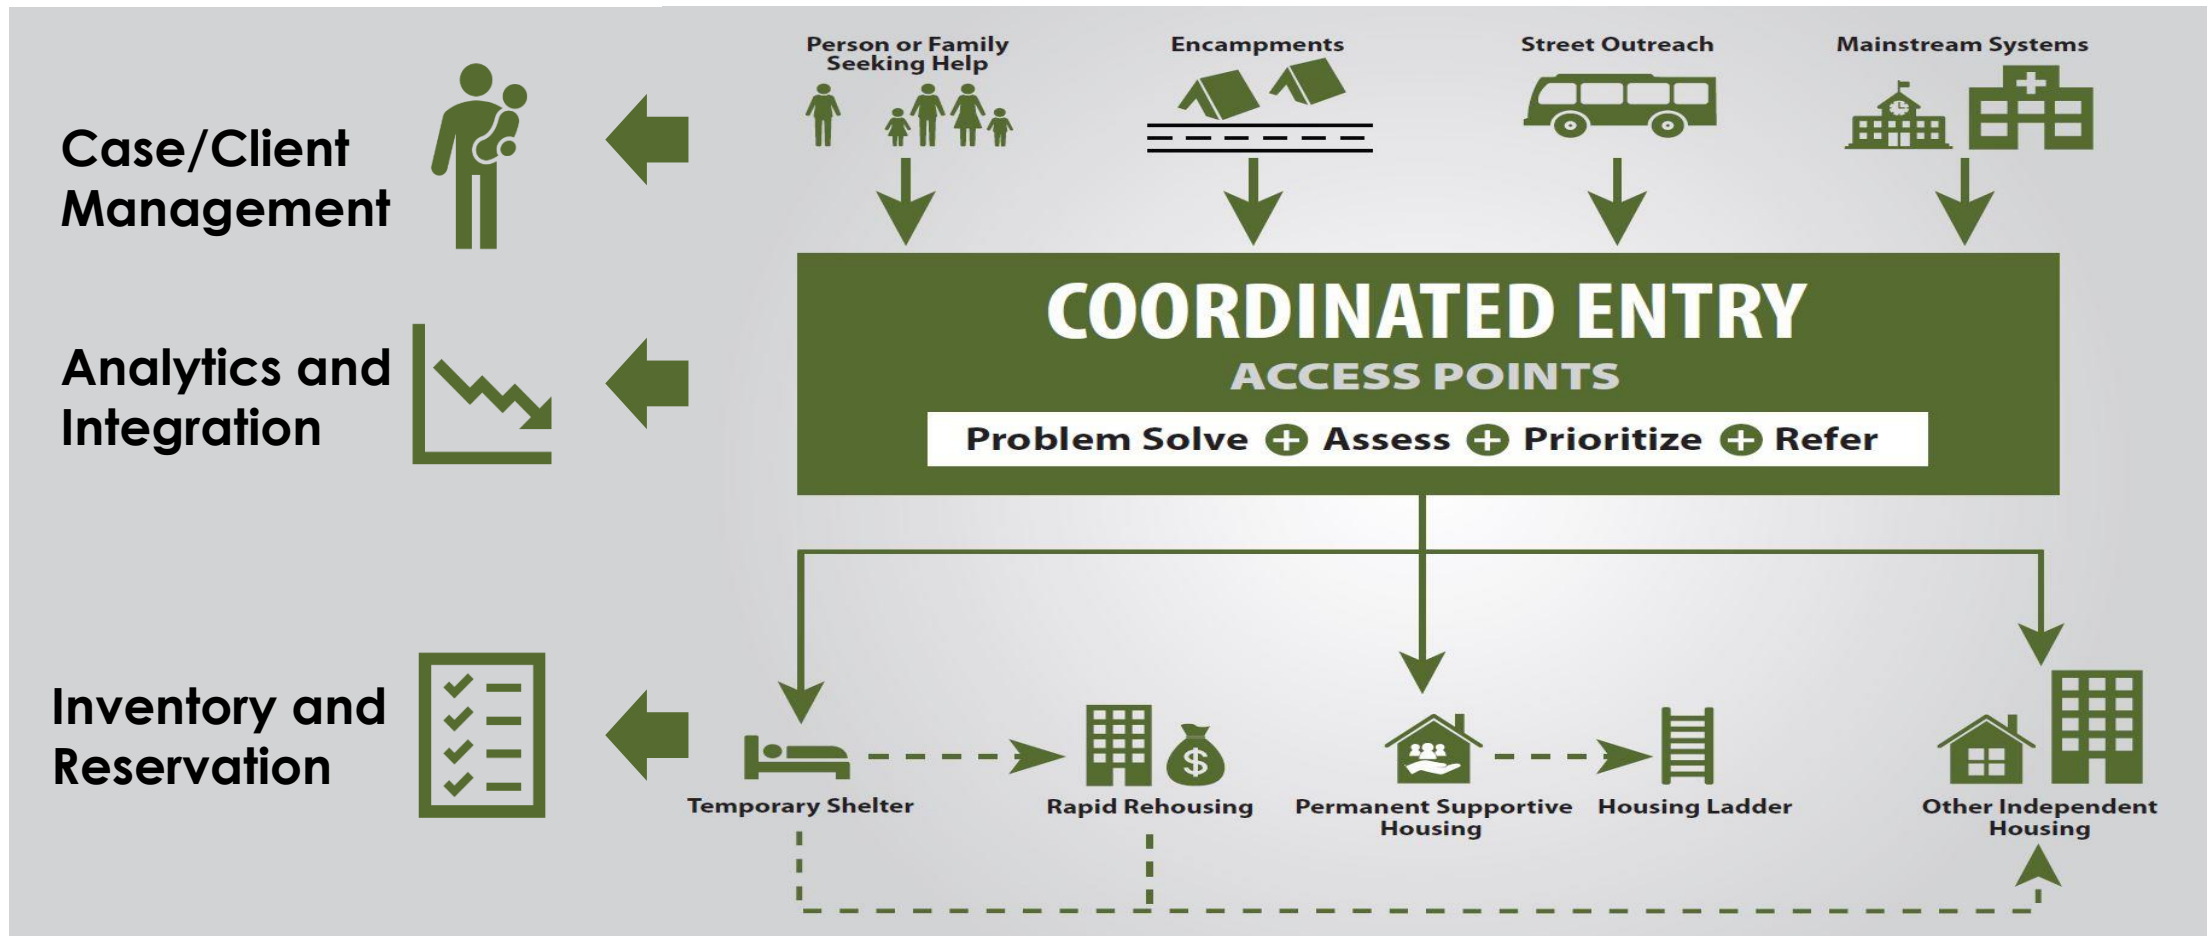 Case/Client
Management
Person or Family
Seeking Help
Encampments
Street Outreach
Mainstream Systems
Analytics and
Integration
COORDINATED ENTRY
ACCESS POINTS
Problem Solve + Assess + Prioritize + Refer
Inventory and
Reservation
$
Temporary Shelter
Rapid Rehousing
Permanent Supportive
Housing
Housing Ladder
Other Independent
Housing